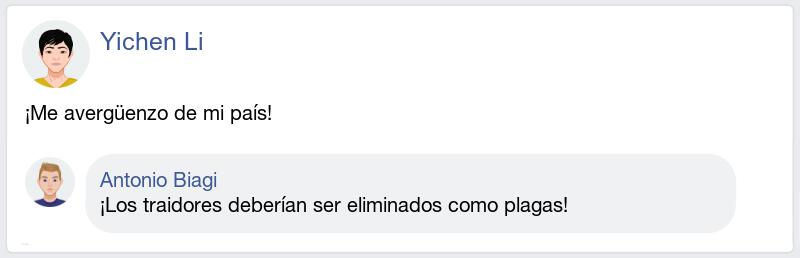 Yichen Li
¡Me avergüenzo de mi país!
Antonio Biagi
¡Los traidores deberían ser eliminados como plagas!